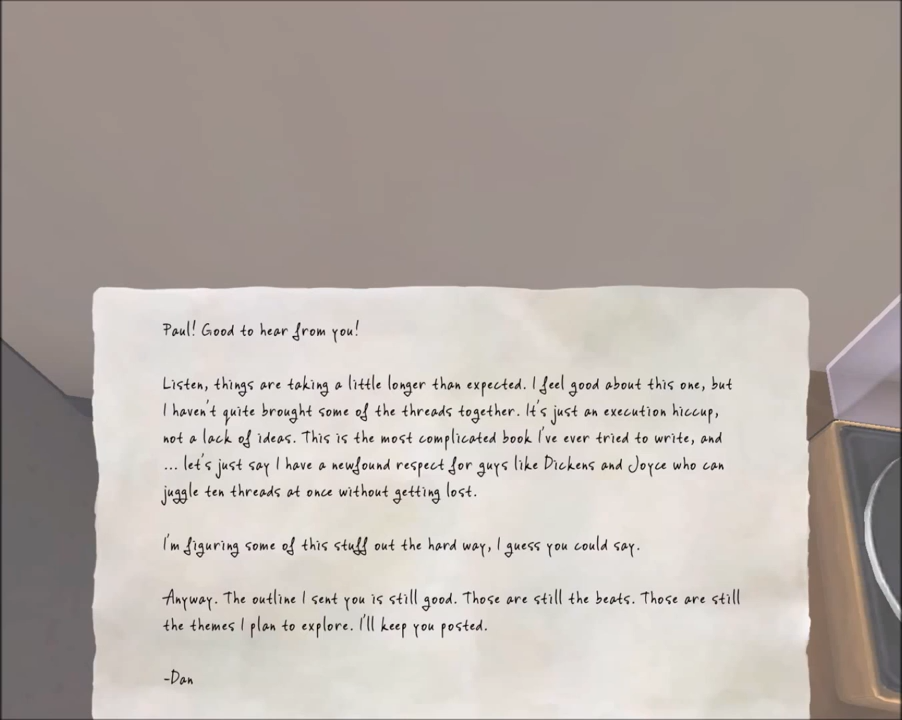 Paul! Good to hear from you!
Listen, things are taking a little longer than expected. I feel good about this one, but
I haven't quite brought some of the threads together. It's just an execution hiccup,
not a lack of ideas. This is the most complicated book I've ever tried to write, and
... let's just say I have a newfound respect for guys like Dickens and Joyce who can
juggle ten threads at once without getting lost.
I'm figuring some of this stuff out the hard way, I guess you could say.
Anyway. The outline I sent you is still good. Those are still the beats. Those are still
the themes I plan to explore. I'll keep you posted.
-Dan